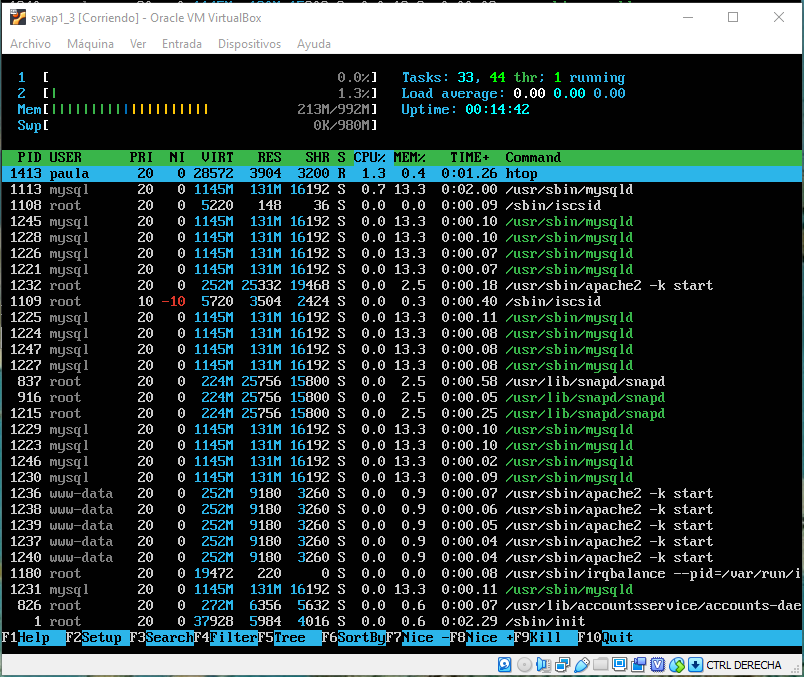 swap1_3 [Corriendo] - Oracle VM VirtualBox
Archivo Máquina Ver Entrada Dispositivos Ayuda
1 [ 0.0%] Tasks: 33, 44 thr; 1 running
2 [| 1.3%] Load average: 0.00 0.00 0.00
Mem[||||||||||||||||||||| 213M/992M] Uptime: 00:14:42
Swp[ 0K/980M]
PID USER PRI NI VIRT RES SHR S CPU% MEM% TIME+ Command
1413 paula 20 0 28572 3904 3200 R 1.3 0.4 0:01.26 htop
1113 mysql 20 0 1145M 131M 16192 S 0.7 13.3 0:02.00 /usr/sbin/mysqld
1108 root 20 0 5220 148 36 S 0.0 0.0 0:00.09 /sbin/iscsid
1245 mysql 20 0 1145M 131M 16192 S 0.0 13.3 0:00.10 /usr/sbin/mysqld
1228 mysql 20 0 1145M 131M 16192 S 0.0 13.3 0:00.10 /usr/sbin/mysqld
1226 mysql 20 0 1145M 131M 16192 S 0.0 13.3 0:00.07 /usr/sbin/mysqld
1221 mysql 20 0 1145M 131M 16192 S 0.0 13.3 0:00.07 /usr/sbin/mysqld
1232 root 20 0 252M 25332 19468 S 0.0 2.5 0:00.18 /usr/sbin/apache2 -k start
1109 root 10 -10 5720 3504 2424 S 0.0 0.3 0:00.40 /sbin/iscsid
1225 mysql 20 0 1145M 131M 16192 S 0.0 13.3 0:00.11 /usr/sbin/mysqld
1224 mysql 20 0 1145M 131M 16192 S 0.0 13.3 0:00.08 /usr/sbin/mysqld
1247 mysql 20 0 1145M 131M 16192 S 0.0 13.3 0:00.08 /usr/sbin/mysqld
1227 mysql 20 0 1145M 131M 16192 S 0.0 13.3 0:00.08 /usr/sbin/mysqld
837 root 20 0 224M 25756 15800 S 0.0 2.5 0:00.58 /usr/lib/snapd/snapd
916 root 20 0 224M 25756 15800 S 0.0 2.5 0:00.05 /usr/lib/snapd/snapd
1215 root 20 0 224M 25756 15800 S 0.0 2.5 0:00.25 /usr/lib/snapd/snapd
1229 mysql 20 0 1145M 131M 16192 S 0.0 13.3 0:00.10 /usr/sbin/mysqld
1223 mysql 20 0 1145M 131M 16192 S 0.0 13.3 0:00.10 /usr/sbin/mysqld
1246 mysql 20 0 1145M 131M 16192 S 0.0 13.3 0:00.02 /usr/sbin/mysqld
1230 mysql 20 0 1145M 131M 16192 S 0.0 13.3 0:00.09 /usr/sbin/mysqld
1236 www-data 20 0 252M 9180 3260 S 0.0 0.9 0:00.07 /usr/sbin/apache2 -k start
1238 www-data 20 0 252M 9180 3260 S 0.0 0.9 0:00.06 /usr/sbin/apache2 -k start
1239 www-data 20 0 252M 9180 3260 S 0.0 0.9 0:00.05 /usr/sbin/apache2 -k start
1237 www-data 20 0 252M 9180 3260 S 0.0 0.9 0:00.04 /usr/sbin/apache2 -k start
1240 www-data 20 0 252M 9180 3260 S 0.0 0.9 0:00.04 /usr/sbin/apache2 -k start
1180 root 20 0 19472 220 0 S 0.0 0.0 0:00.08 /usr/sbin/irqbalance --pid=/var/run/i
1231 mysql 20 0 1145M 131M 16192 S 0.0 13.3 0:00.11 /usr/sbin/mysqld
826 root 20 0 272M 6356 5632 S 0.0 0.6 0:00.07 /usr/lib/accountsservice/accounts-dae
1 root 20 0 37928 5984 4016 S 0.0 0.6 0:02.29 /sbin/init
F1Help F2Setup F3SearchF4FilterF5Tree F6SortByF7Nice -F8Nice +F9Kill F10Quit
CTRL DERECHA